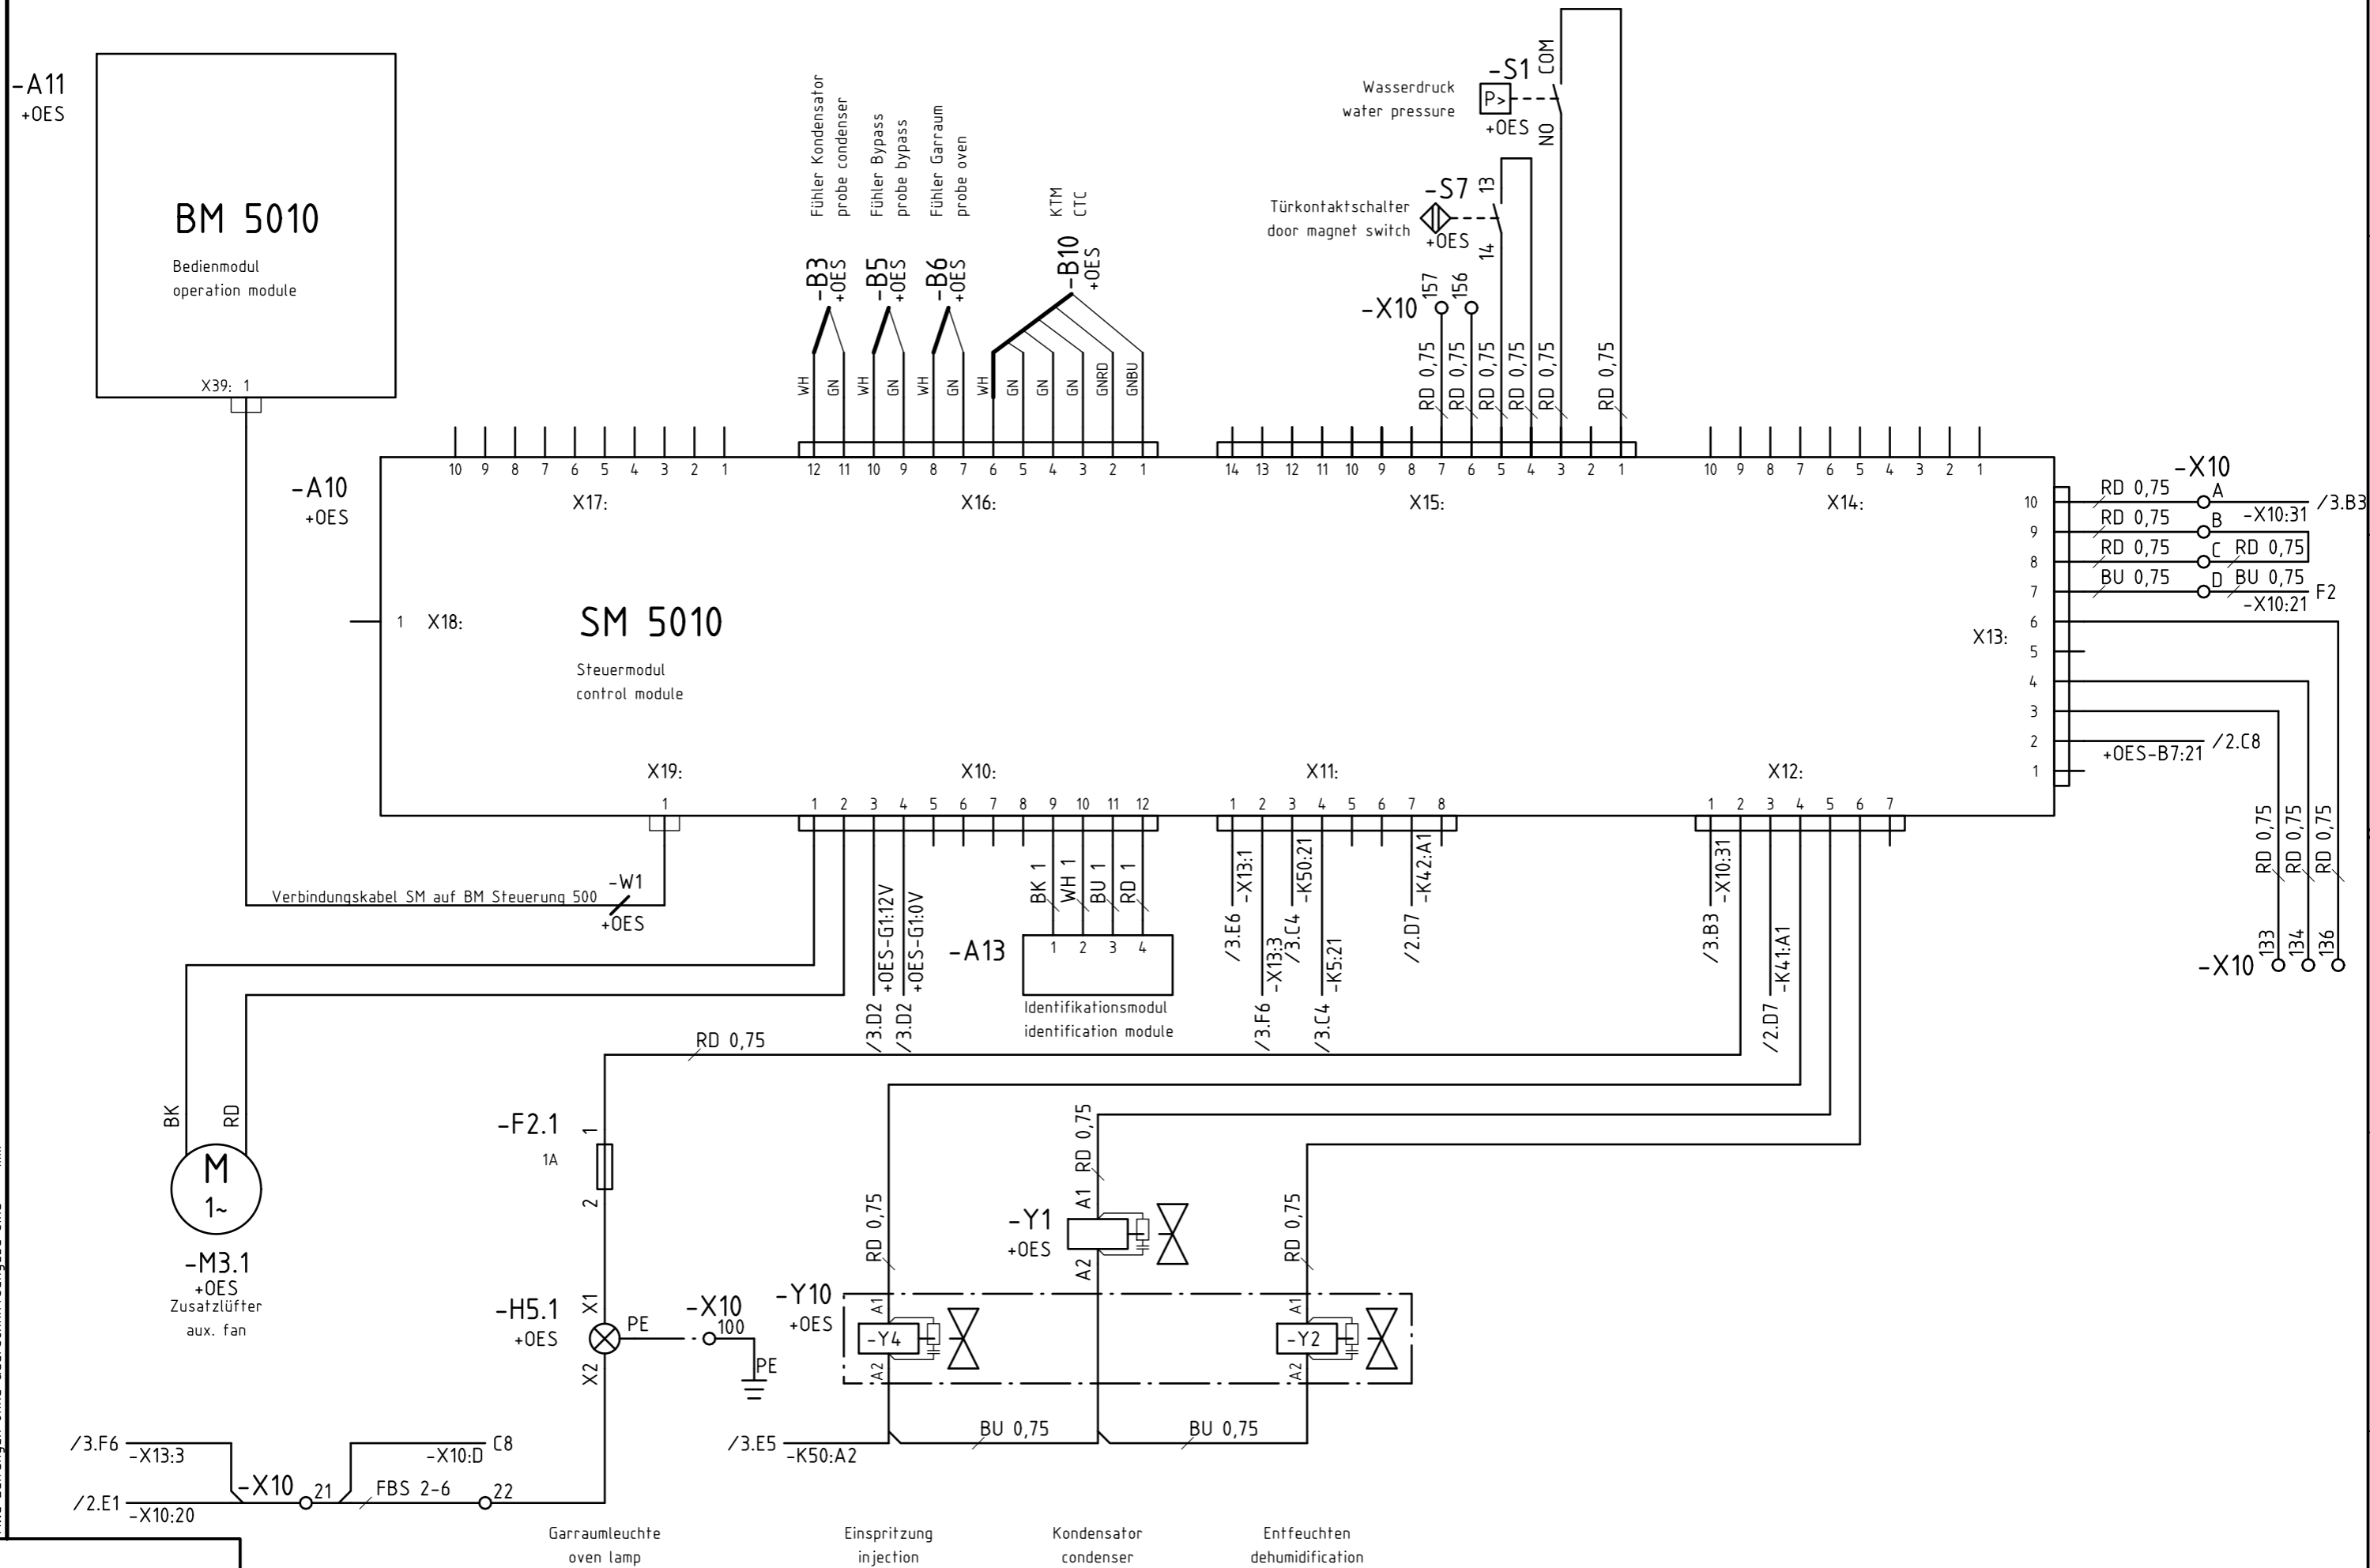 -A11
+OES
BM 5010
Bedienmodul
operation module
X39: 1
Fühler Kondensator
probe condenser
Fühler Bypass
probe bypass
Fühler Garraum
probe oven
KTM
CTC
-B3
+OES
-B5
+OES
-B6
+OES
-B10
+OES
WH
GN
WH
GN
WH
GN
WH
GN
GN
GN
GNRD
GNBU
Wasserdruck
water pressure
-S1
P>
+OES
COM
NO
Türkontaktschalter
door magnet switch
-S7
+OES
13
14
-X10
157
156
RD 0,75
RD 0,75
RD 0,75
RD 0,75
RD 0,75
RD 0,75
-A10
+OES
10 9 8 7 6 5 4 3 2 1
X17:
12 11 10 9 8 7 6 5 4 3 2 1
X16:
14 13 12 11 10 9 8 7 6 5 4 3 2 1
X15:
10 9 8 7 6 5 4 3 2 1
X14:
1 X18:
SM 5010
Steuermodul
control module
X13:
-X10
10 RD 0,75 A -X10:31 /3.B3
9 RD 0,75 B
8 RD 0,75 C RD 0,75
7 BU 0,75 D BU 0,75 F2
-X10:21
6
5
4
3
2 +OES-B7:21 /2.C8
1
RD 0,75
RD 0,75
RD 0,75
-X10
133
134
136
X19:
1
X10:
1 2 3 4 5 6 7 8 9 10 11 12
X11:
1 2 3 4 5 6 7 8
X12:
1 2 3 4 5 6 7
Verbindungskabel SM auf BM Steuerung 500
-W1
+OES
/3.D2 +OES-G1:12V
/3.D2 +OES-G1:0V
BK 1
WH 1
BU 1
RD 1
-A13
1 2 3 4
Identifikationsmodul
identification module
/3.E6 -X13:1
/3.F6 -X13:3
/3.C4 -K50:21
/3.C4 -K5:21
/2.D7 -K42:A1
/3.B3 -X10:31
/2.D7 -K41:A1
RD 0,75
BK
RD
M
1~
-M3.1
+OES
Zusatzlüfter
aux. fan
-F2.1
1A
1
2
-H5.1
+OES
X1
X2
PE
-X10
100
PE
RD 0,75
RD 0,75
RD 0,75
-Y1
+OES
A1
A2
-Y10
+OES
A1
-Y4
A2
A1
-Y2
A2
/3.F6
-X13:3
C8
-X10:D
/2.E1
-X10:20
-X10
21
FBS 2-6
22
/3.E5
-K50:A2
BU 0,75
BU 0,75
Garraumleuchte
oven lamp
Einspritzung
injection
Kondensator
condenser
Entfeuchten
dehumidification